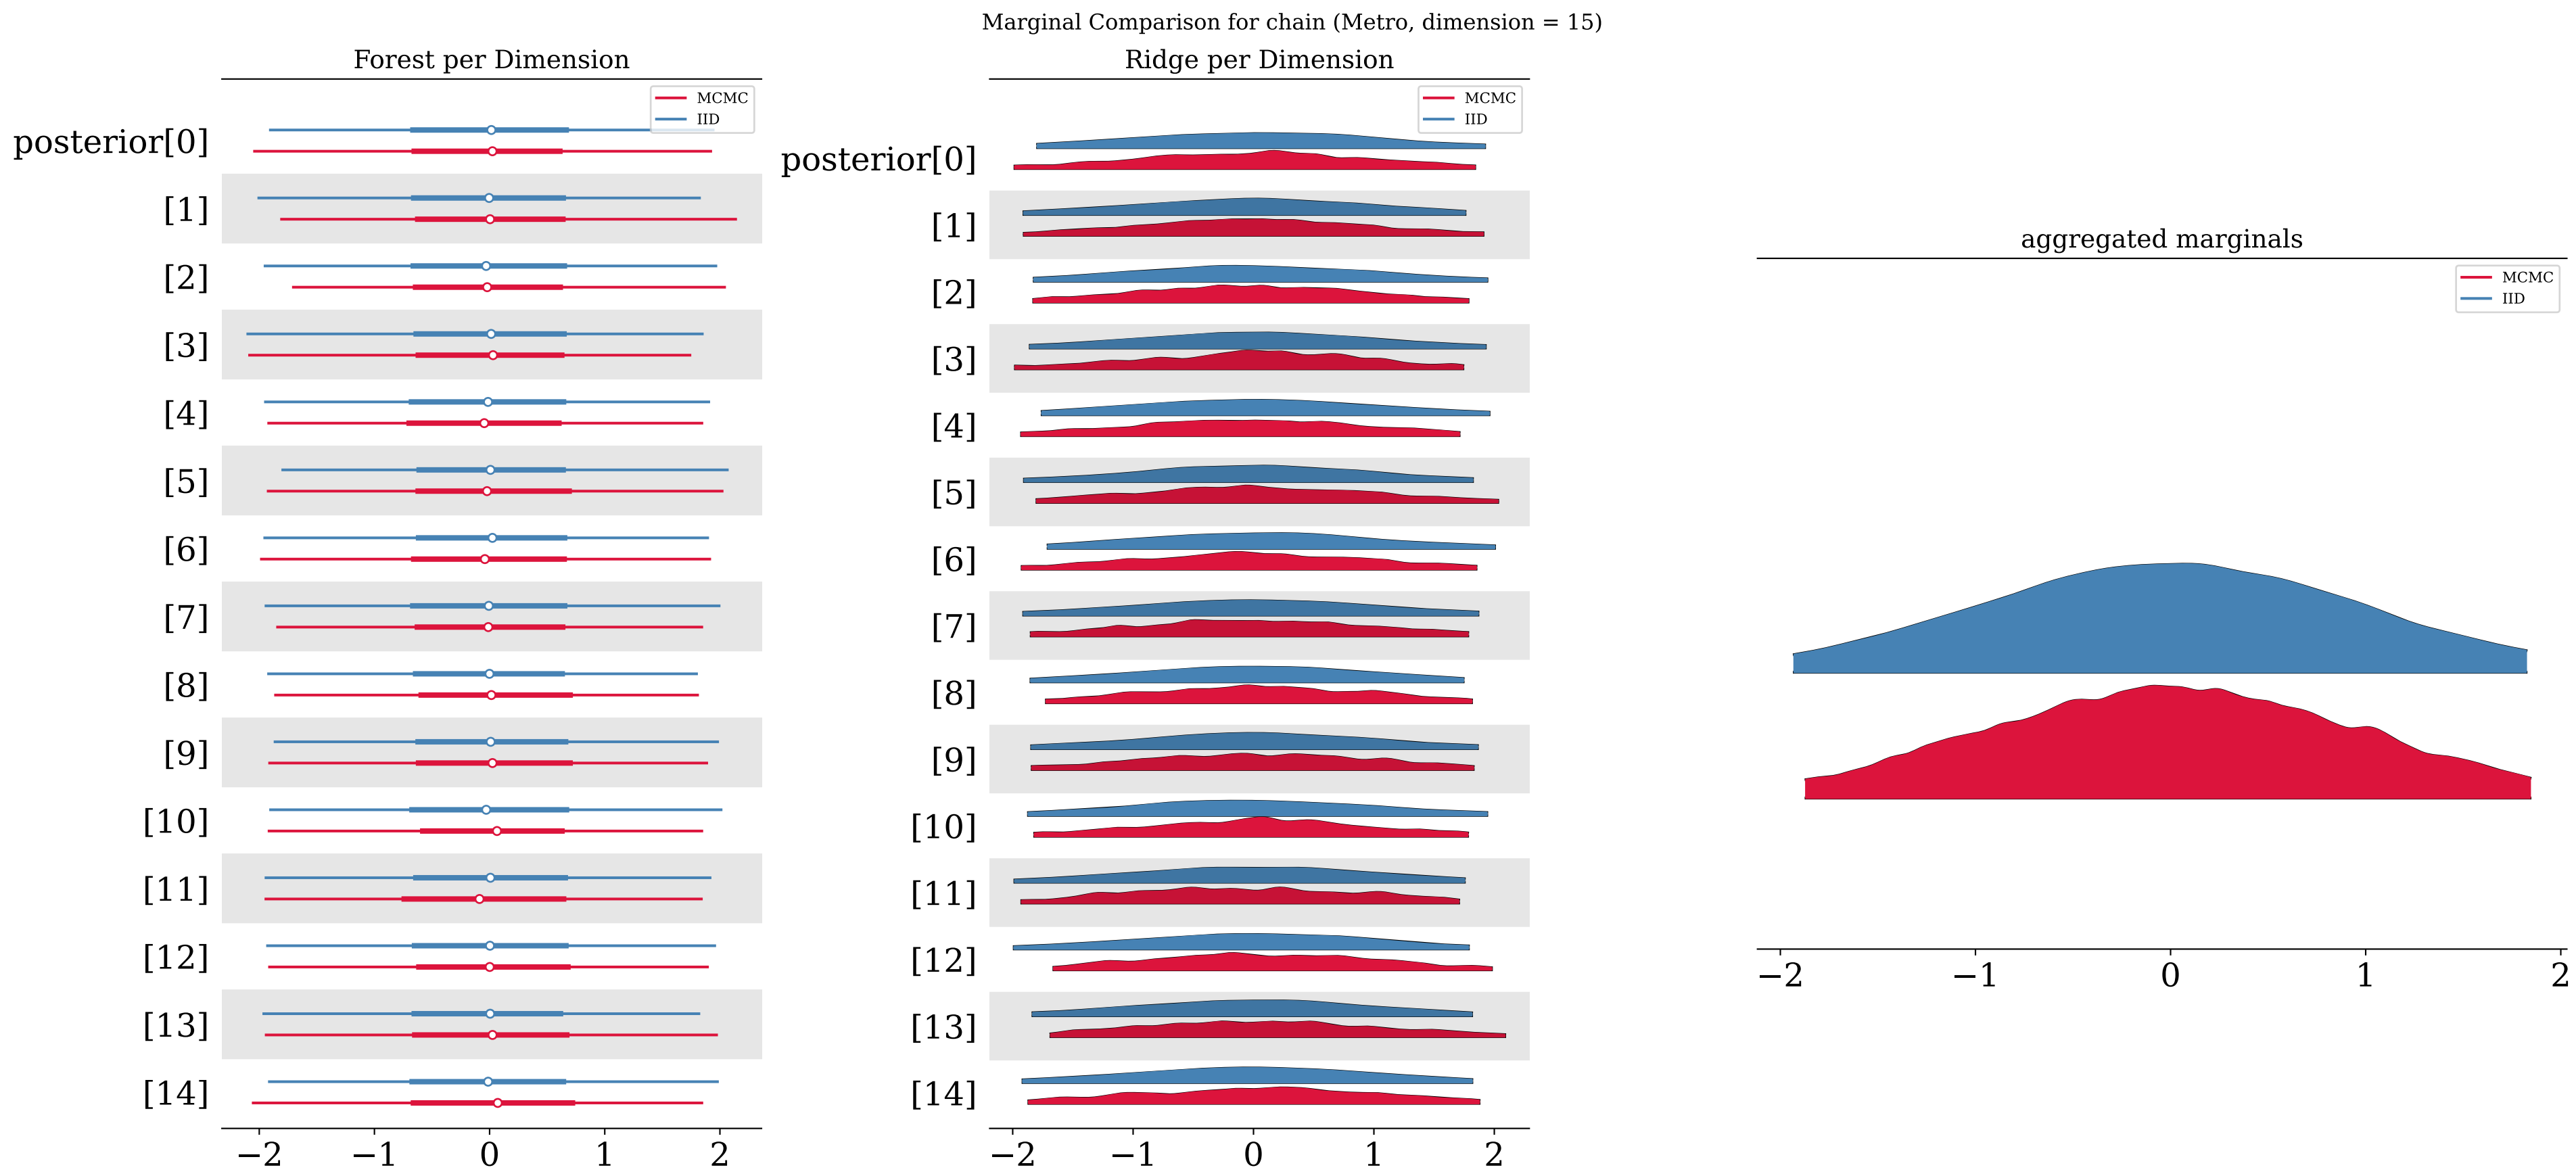 Marginal Comparison for chain (Metro, dimension = 15)
Forest per Dimension
MCMC
IID
posterior[0]
[1]
[2]
[3]
[4]
[5]
[6]
[7]
[8]
[9]
[10]
[11]
[12]
[13]
[14]
−2 −1 0 1 2
Ridge per Dimension
MCMC
IID
posterior[0]
[1]
[2]
[3]
[4]
[5]
[6]
[7]
[8]
[9]
[10]
[11]
[12]
[13]
[14]
−2 −1 0 1 2
aggregated marginals
MCMC
IID
−2 −1 0 1 2